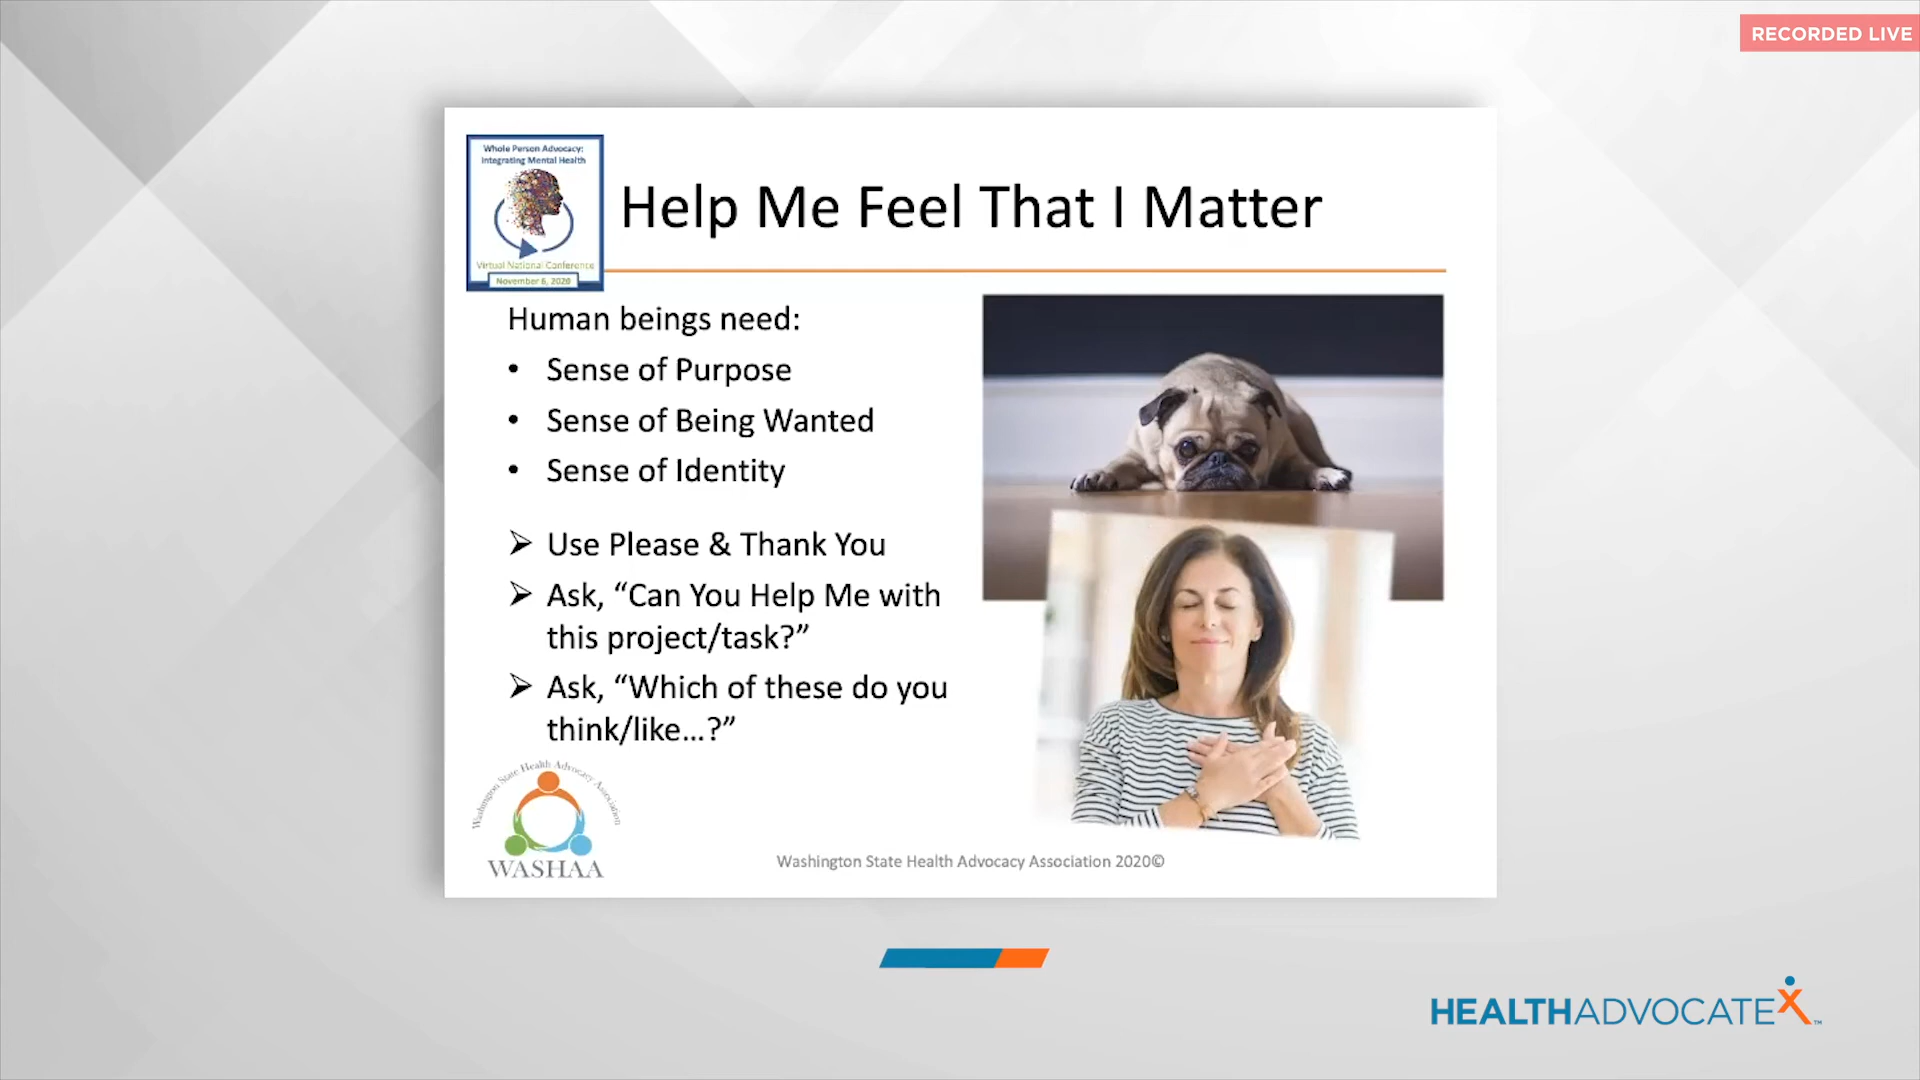 RECORDED LIVE
Whole Person Advocacy:
Integrating Mental Health
Virtual National Conference
November 6, 2020
Help Me Feel That I Matter
Human beings need:
• Sense of Purpose
• Sense of Being Wanted
• Sense of Identity
➢ Use Please & Thank You
➢ Ask, “Can You Help Me with
this project/task?”
➢ Ask, “Which of these do you
think/like…?”
Washington State Health Advocacy Association
WASHAA
Washington State Health Advocacy Association 2020©
HEALTHADVOCATEX™